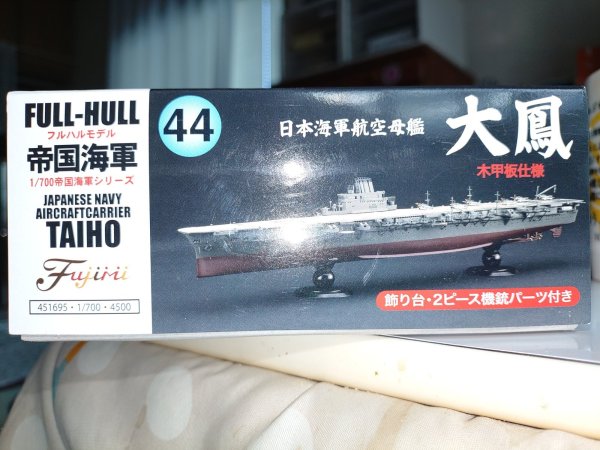 FULL-HULL
フルハルモデル
帝国海軍
1/700帝国海軍シリーズ
JAPANESE NAVY
AIRCRAFTCARRIER
TAIHO
Fujimi
451695・1/700・4500
44
日本海軍航空母艦
大鳳
木甲板仕様
飾り台・2ピース機銃パーツ付き